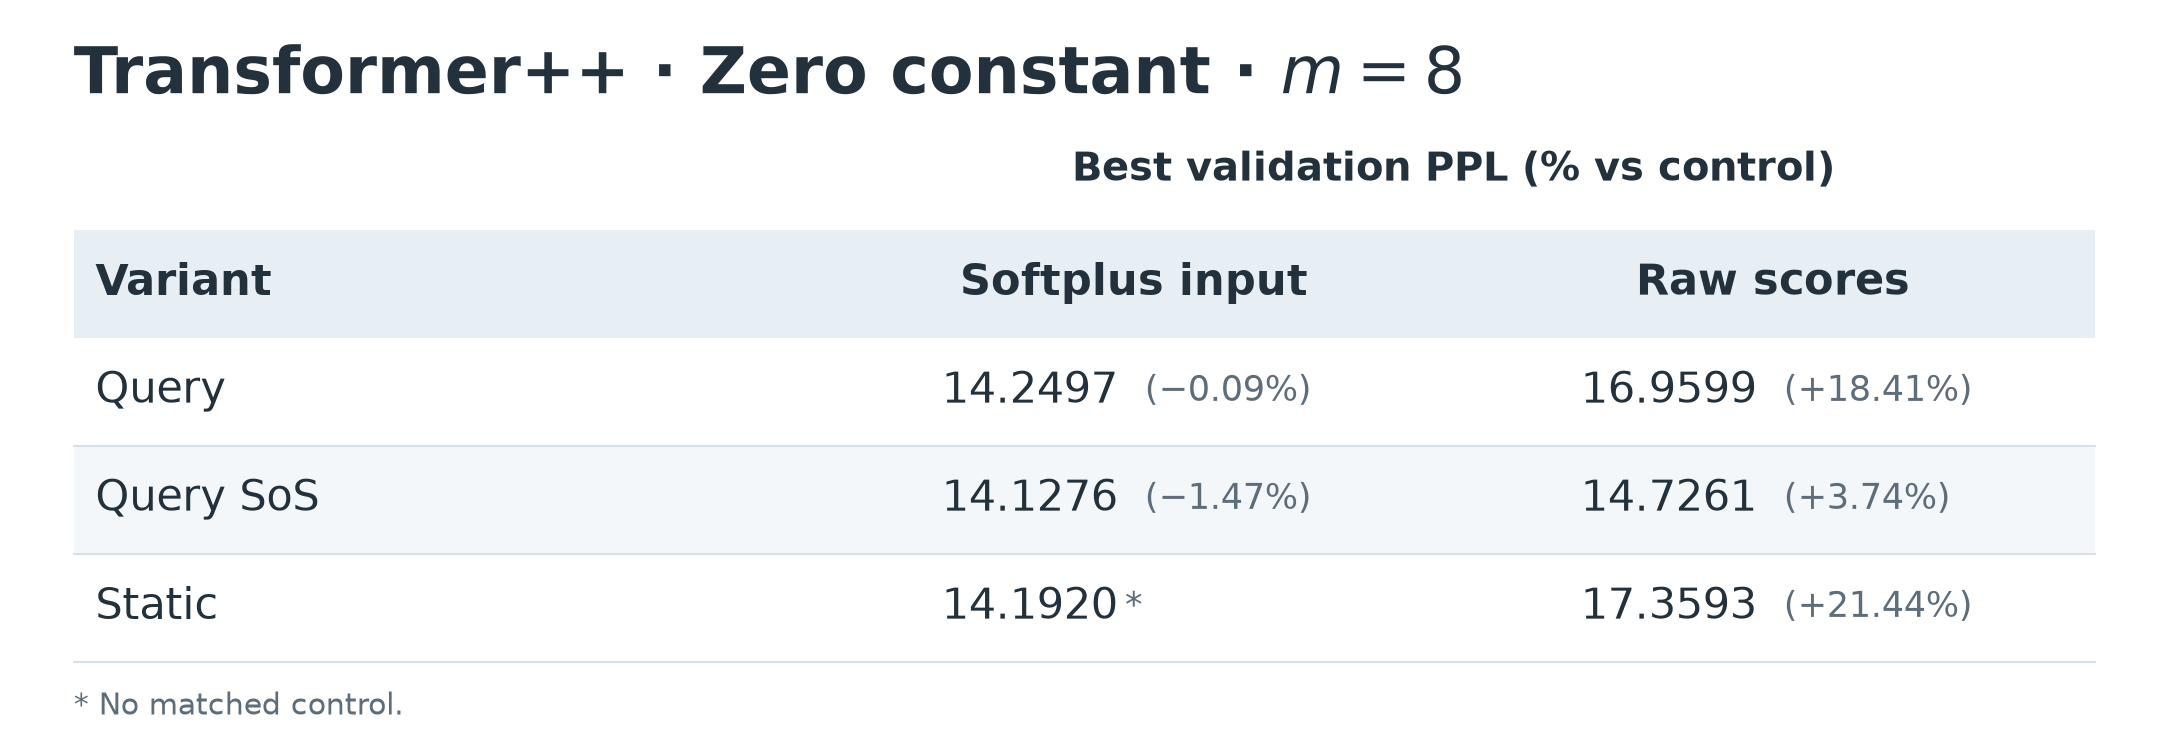 Transformer++ · Zero constant · m = 8
Best validation PPL (% vs control)
Variant Softplus input Raw scores
Query 14.2497 (−0.09%) 16.9599 (+18.41%)
Query SoS 14.1276 (−1.47%) 14.7261 (+3.74%)
Static 14.1920 * 17.3593 (+21.44%)
* No matched control.